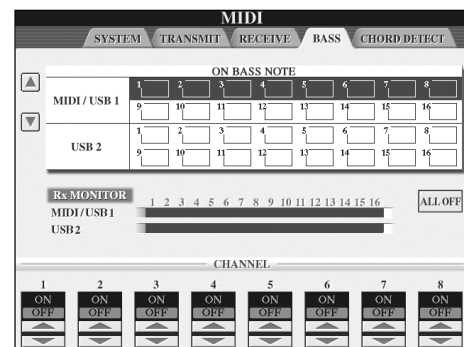 MIDI
SYSTEM TRANSMIT RECEIVE BASS CHORD DETECT
ON BASS NOTE
MIDI / USB 1
1 2 3 4 5 6 7 8
9 10 11 12 13 14 15 16
USB 2
1 2 3 4 5 6 7 8
9 10 11 12 13 14 15 16
Rx MONITOR
1 2 3 4 5 6 7 8 9 10 11 12 13 14 15 16
ALL OFF
MIDI/USB1
USB2
CHANNEL
1 2 3 4 5 6 7 8
ON ON ON ON ON ON ON ON
OFF OFF OFF OFF OFF OFF OFF OFF